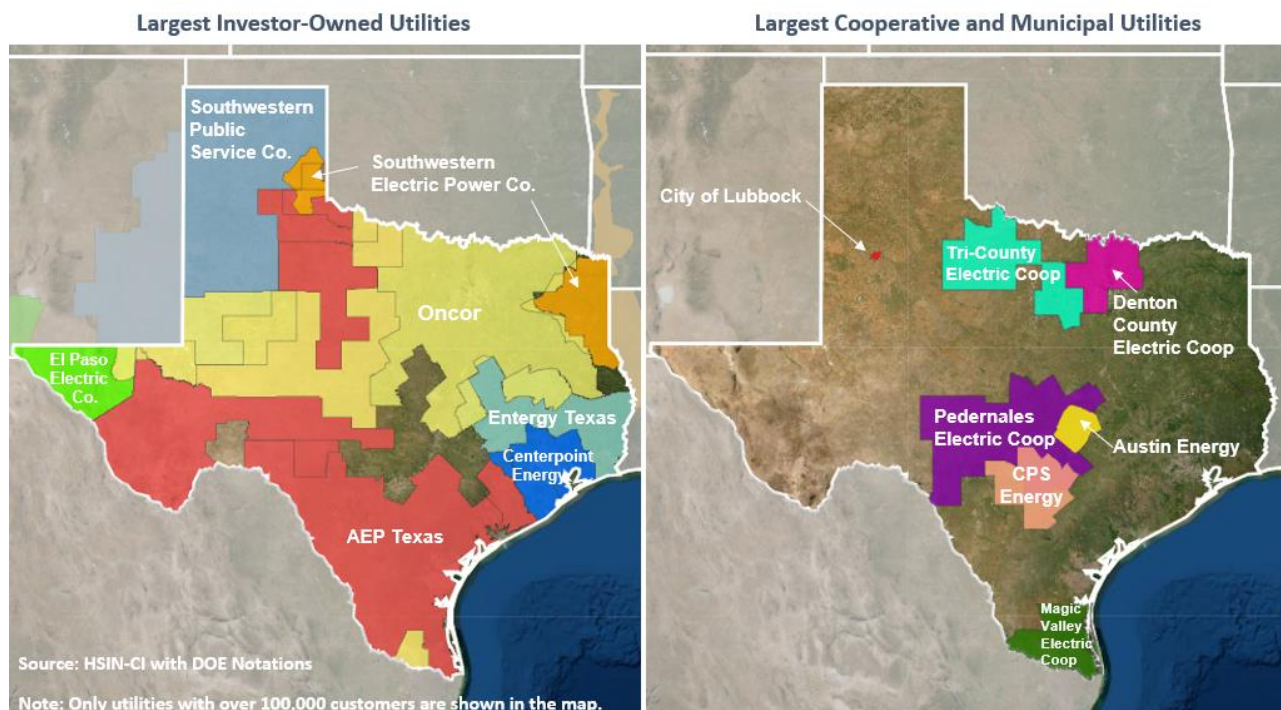 Largest Investor-Owned Utilities
Southwestern
Public
Service Co.
Southwestern
Electric Power Co.
Oncor
El Paso
Electric
Co.
Entergy Texas
Centerpoint
Energy
AEP Texas
Source: HSIN-CI with DOE Notations
Note: Only utilities with over 100,000 customers are shown in the map.
Largest Cooperative and Municipal Utilities
City of Lubbock
Tri-County
Electric Coop
Denton
County
Electric Coop
Pedernales
Electric Coop
Austin Energy
CPS
Energy
Magic
Valley
Electric
Coop